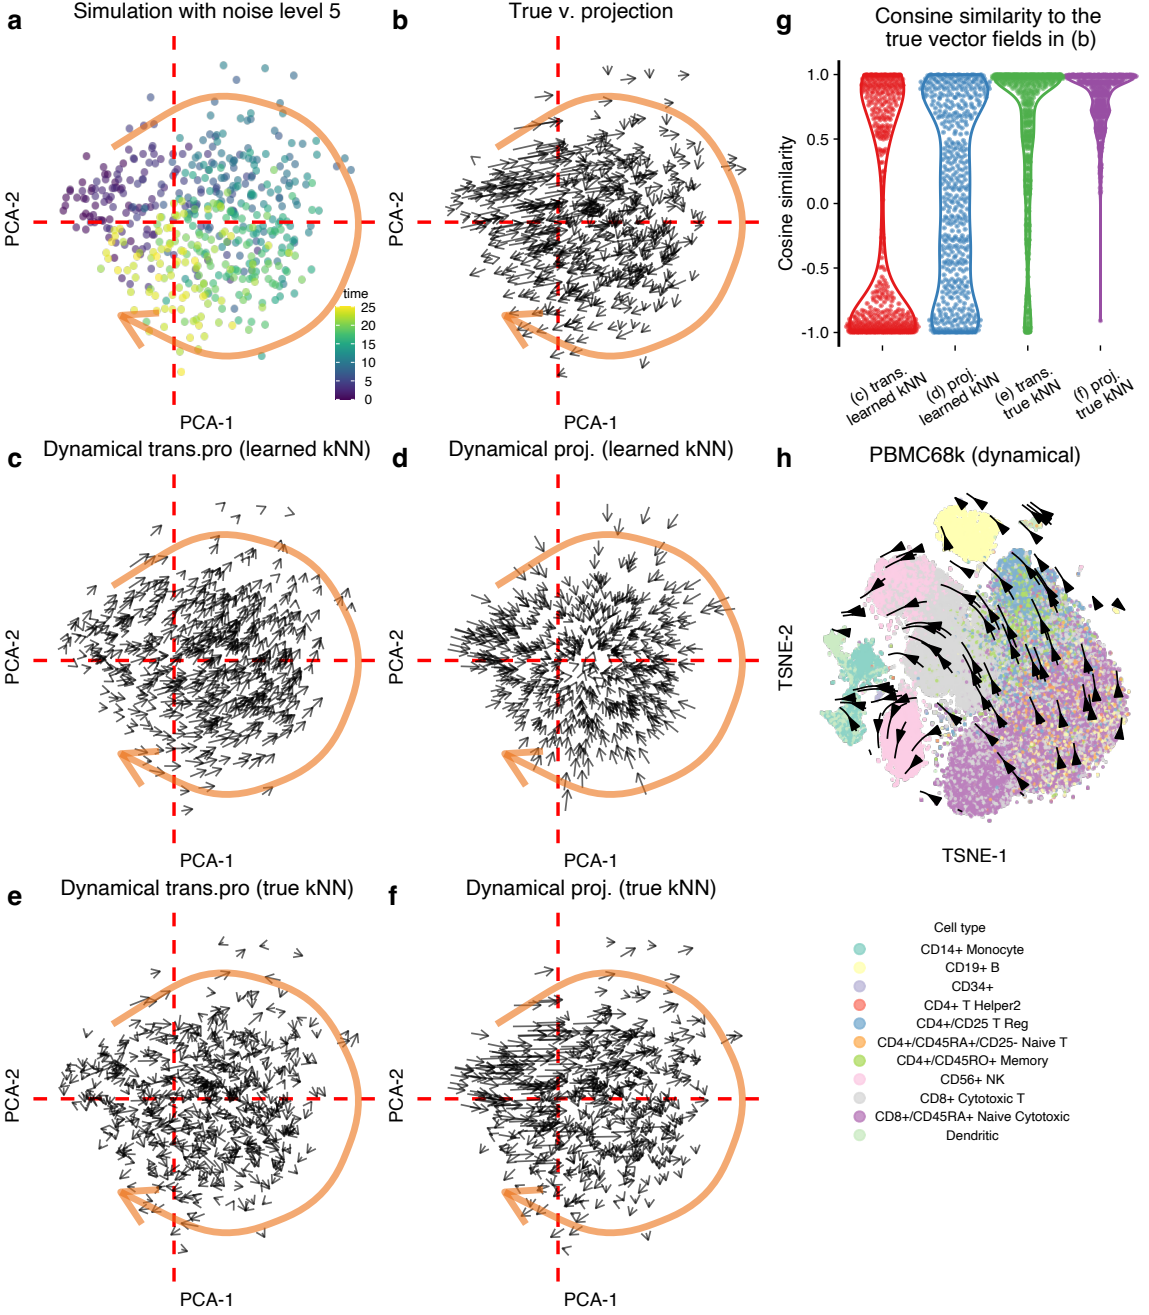 a
Simulation with noise level 5
PCA-2
PCA-1
time
25
20
15
10
5
0
b
True v. projection
PCA-2
PCA-1
g
Consine similarity to the
true vector fields in (b)
Cosine similarity
1.0
0.5
0.0
-0.5
-1.0
(c) trans.
learned kNN
(d) proj.
learned kNN
(e) trans.
true kNN
(f) proj.
true kNN
c
Dynamical trans.pro (learned kNN)
PCA-2
PCA-1
d
Dynamical proj. (learned kNN)
PCA-2
PCA-1
h
PBMC68k (dynamical)
TSNE-2
TSNE-1
e
Dynamical trans.pro (true kNN)
PCA-2
PCA-1
f
Dynamical proj. (true kNN)
PCA-2
PCA-1
Cell type
CD14+ Monocyte
CD19+ B
CD34+
CD4+ T Helper2
CD4+/CD25 T Reg
CD4+/CD45RA+/CD25- Naive T
CD4+/CD45RO+ Memory
CD56+ NK
CD8+ Cytotoxic T
CD8+/CD45RA+ Naive Cytotoxic
Dendritic